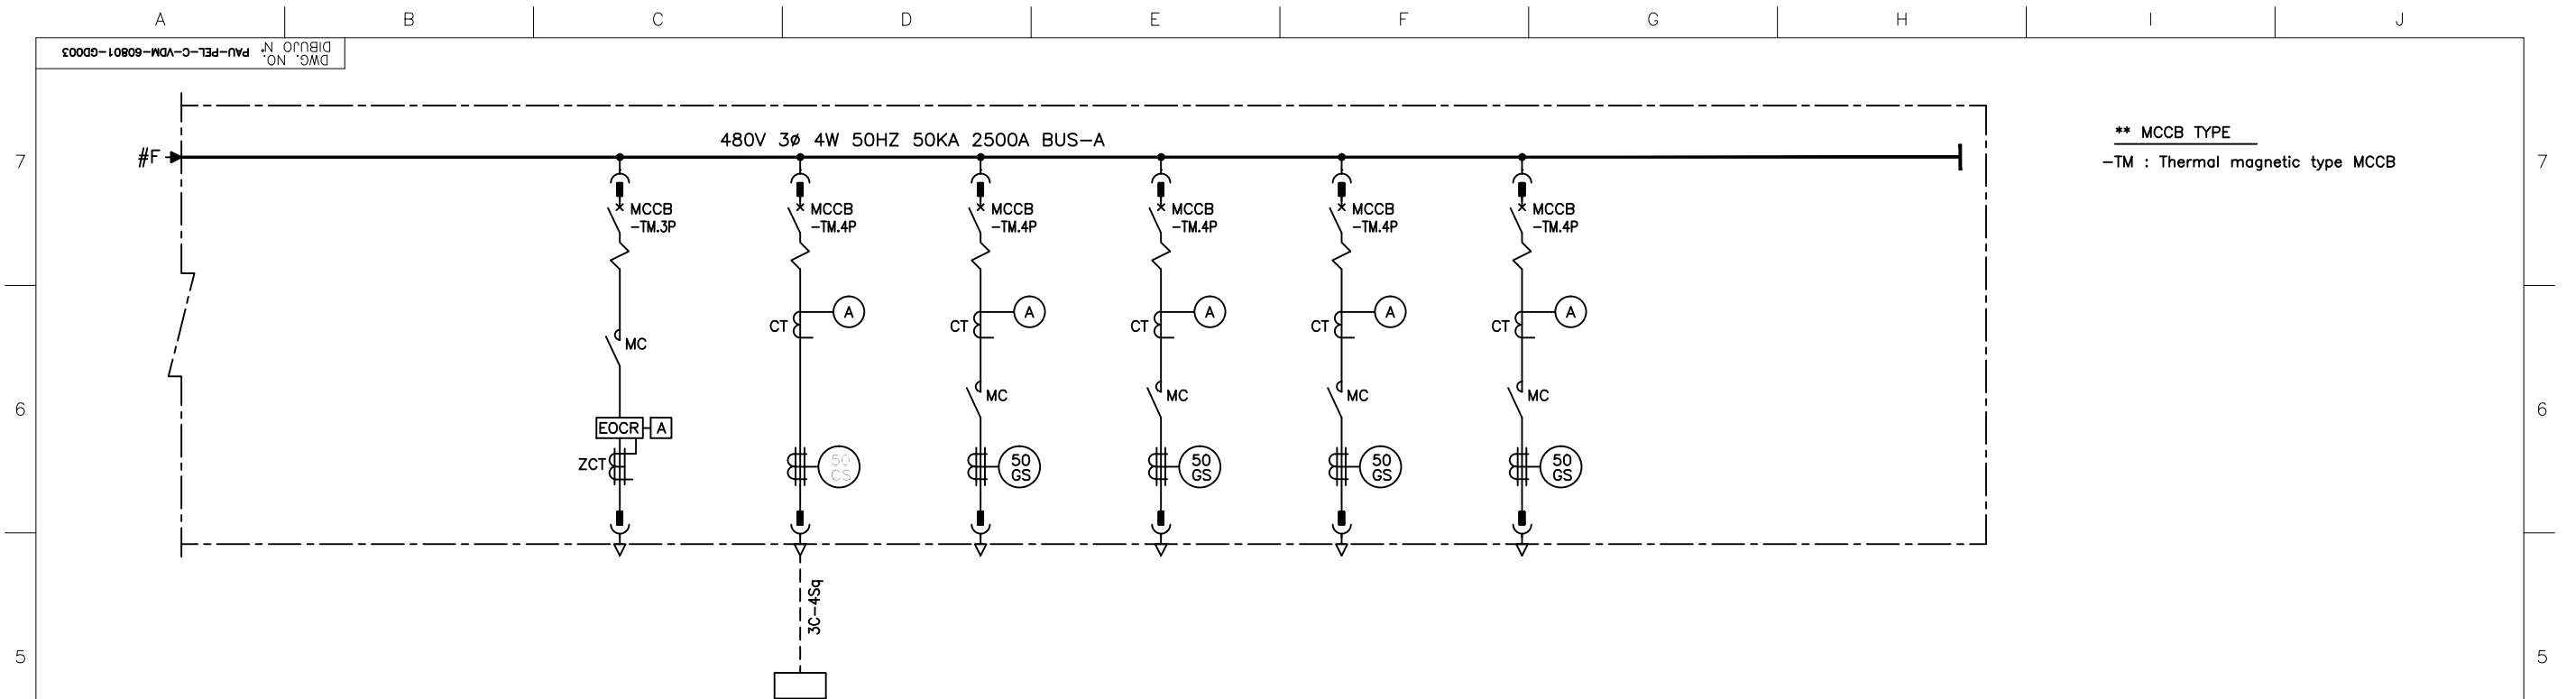 A B C D E F G H I J
DWG. NO.
DIBUJO N° PAU-PEL-C-VDM-60801-GD003
480V 3ø 4W 50HZ 50KA 2500A BUS-A
** MCCB TYPE
7 #F 7
-TM : Thermal magnetic type MCCB
MCCB MCCB MCCB MCCB MCCB MCCB
-TM.3P -TM.4P -TM.4P -TM.4P -TM.4P -TM.4P
A A A A A
CT CT CT CT CT
MC
MC MC MC MC
6 6
EOCR A
ZCT
50 50 50 50 50
GS GS GS GS
3C-4Sq
5 5